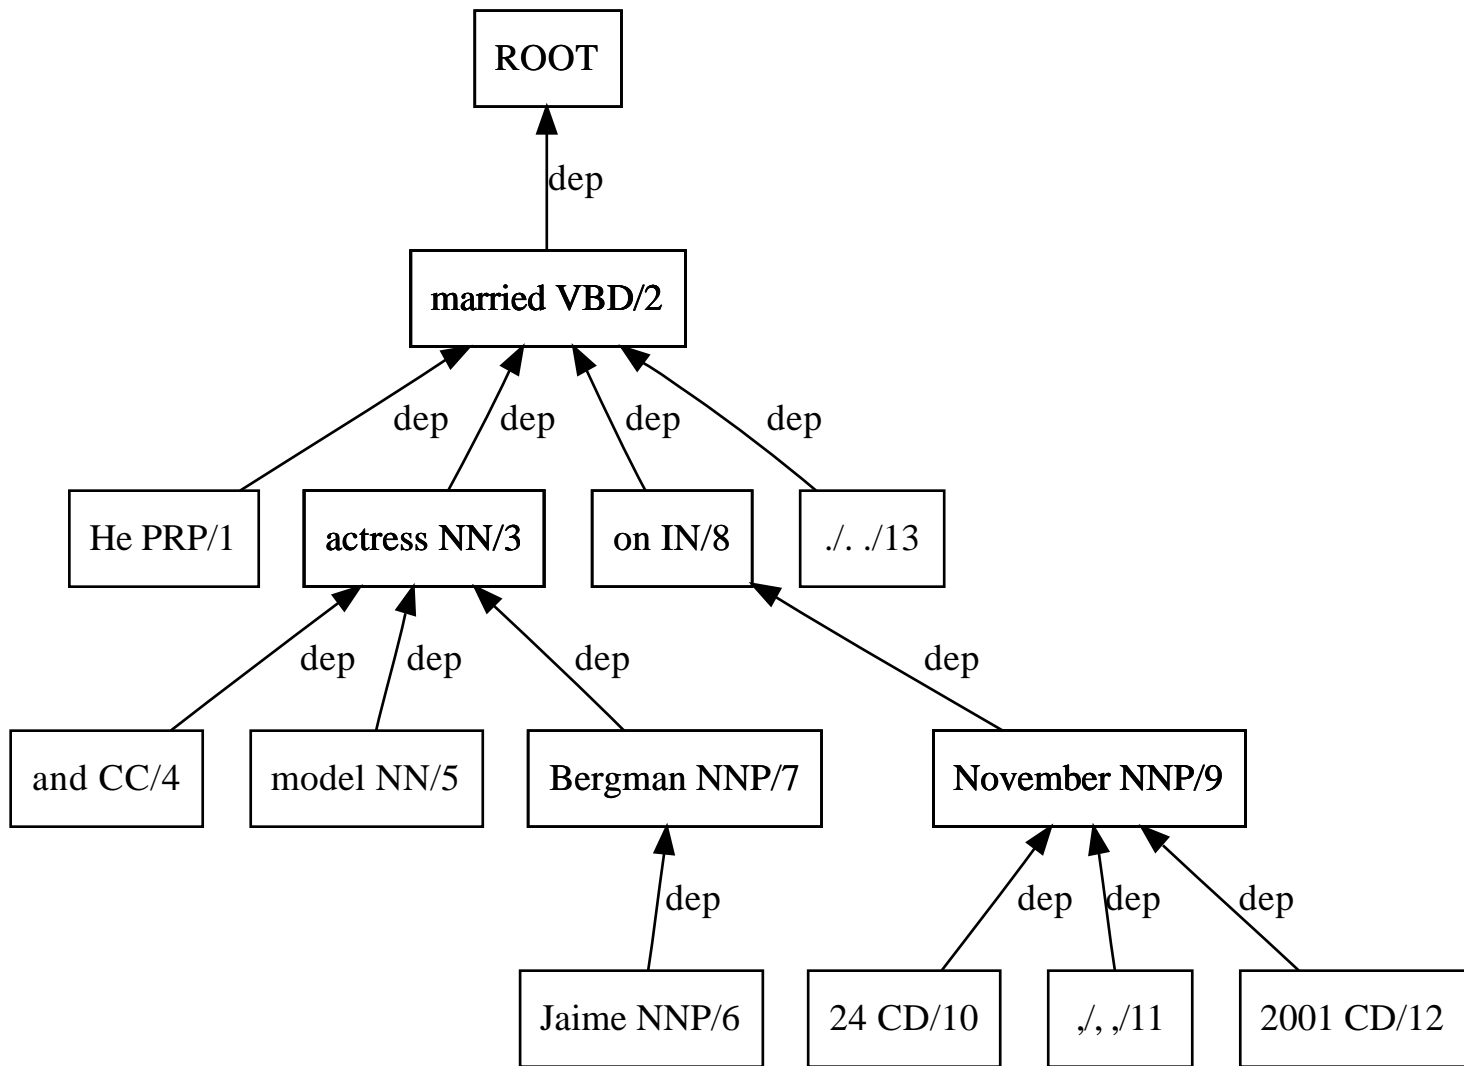 ROOT
dep
married VBD/2
dep dep dep dep
He PRP/1 actress NN/3 on IN/8 ./. ./13
dep dep dep dep
and CC/4 model NN/5 Bergman NNP/7 November NNP/9
dep dep dep dep
Jaime NNP/6 24 CD/10 ,/, ,/11 2001 CD/12